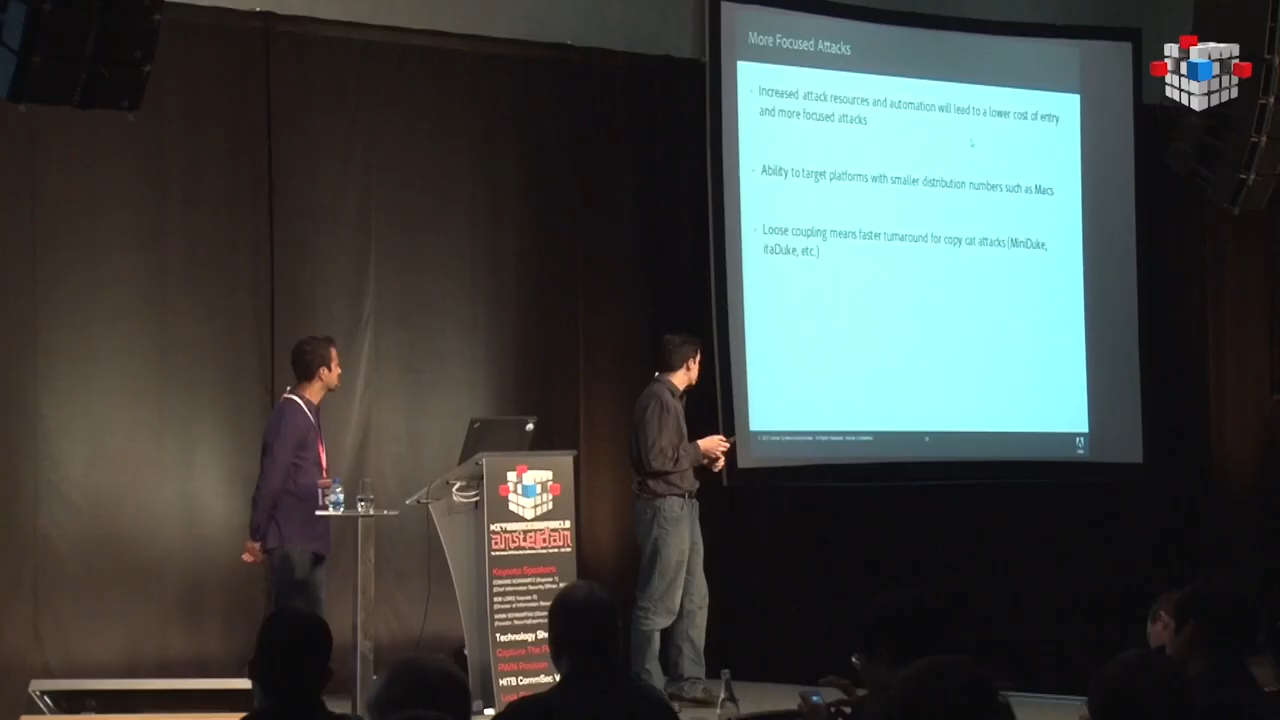 More Focused Attacks
Increased attack resources and automation will lead to a lower cost of entry
and more focused attacks
Ability to target platforms with smaller distribution numbers such as Macs
Loose coupling means faster turnaround for copy cat attacks (MiniDuke,
itaDuke, etc.)
amsterdam
Keynote Speakers
Technology Sh
Capture The F
PWN
HITB CommSec V